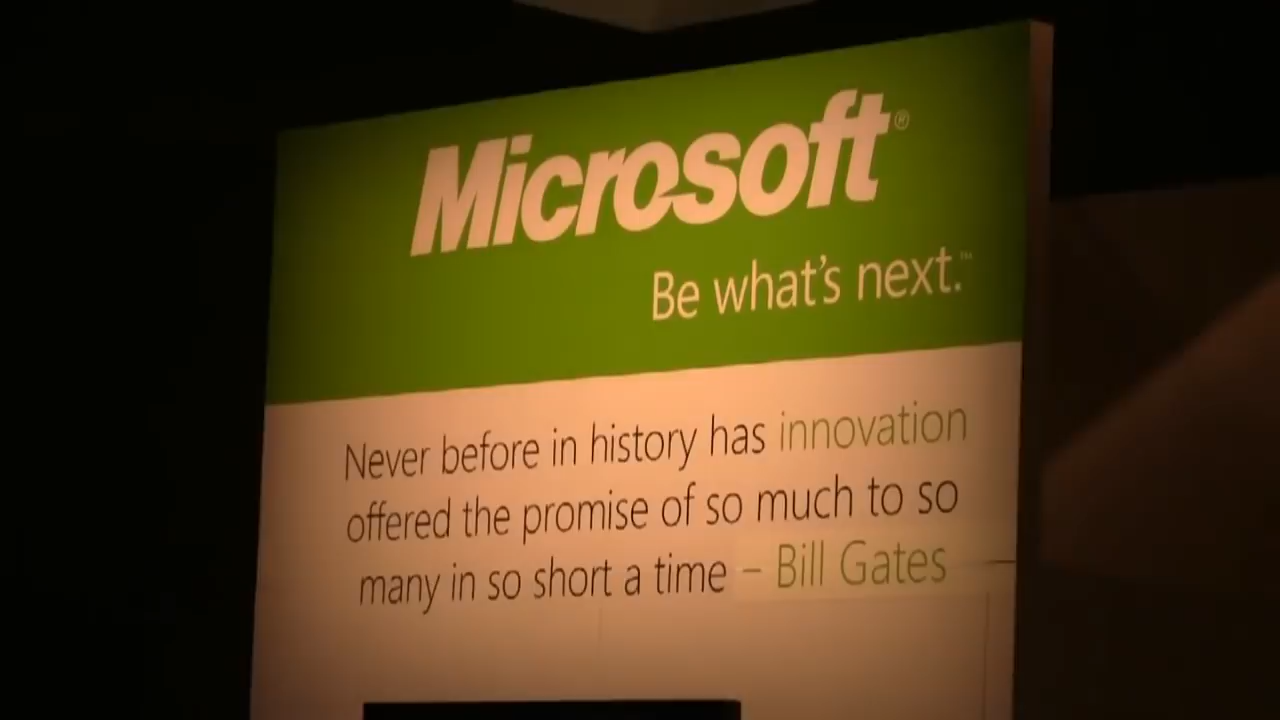 Microsoft®
Be what's next.™
Never before in history has innovation
offered the promise of so much to so
many in so short a time – Bill Gates